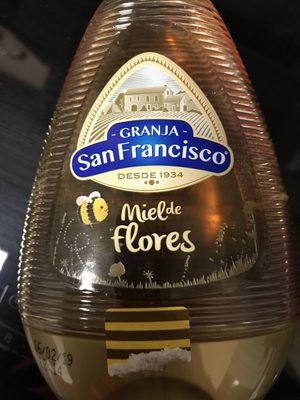 GRANJA
San Francisco®
DESDE 1934
Miel de
flores